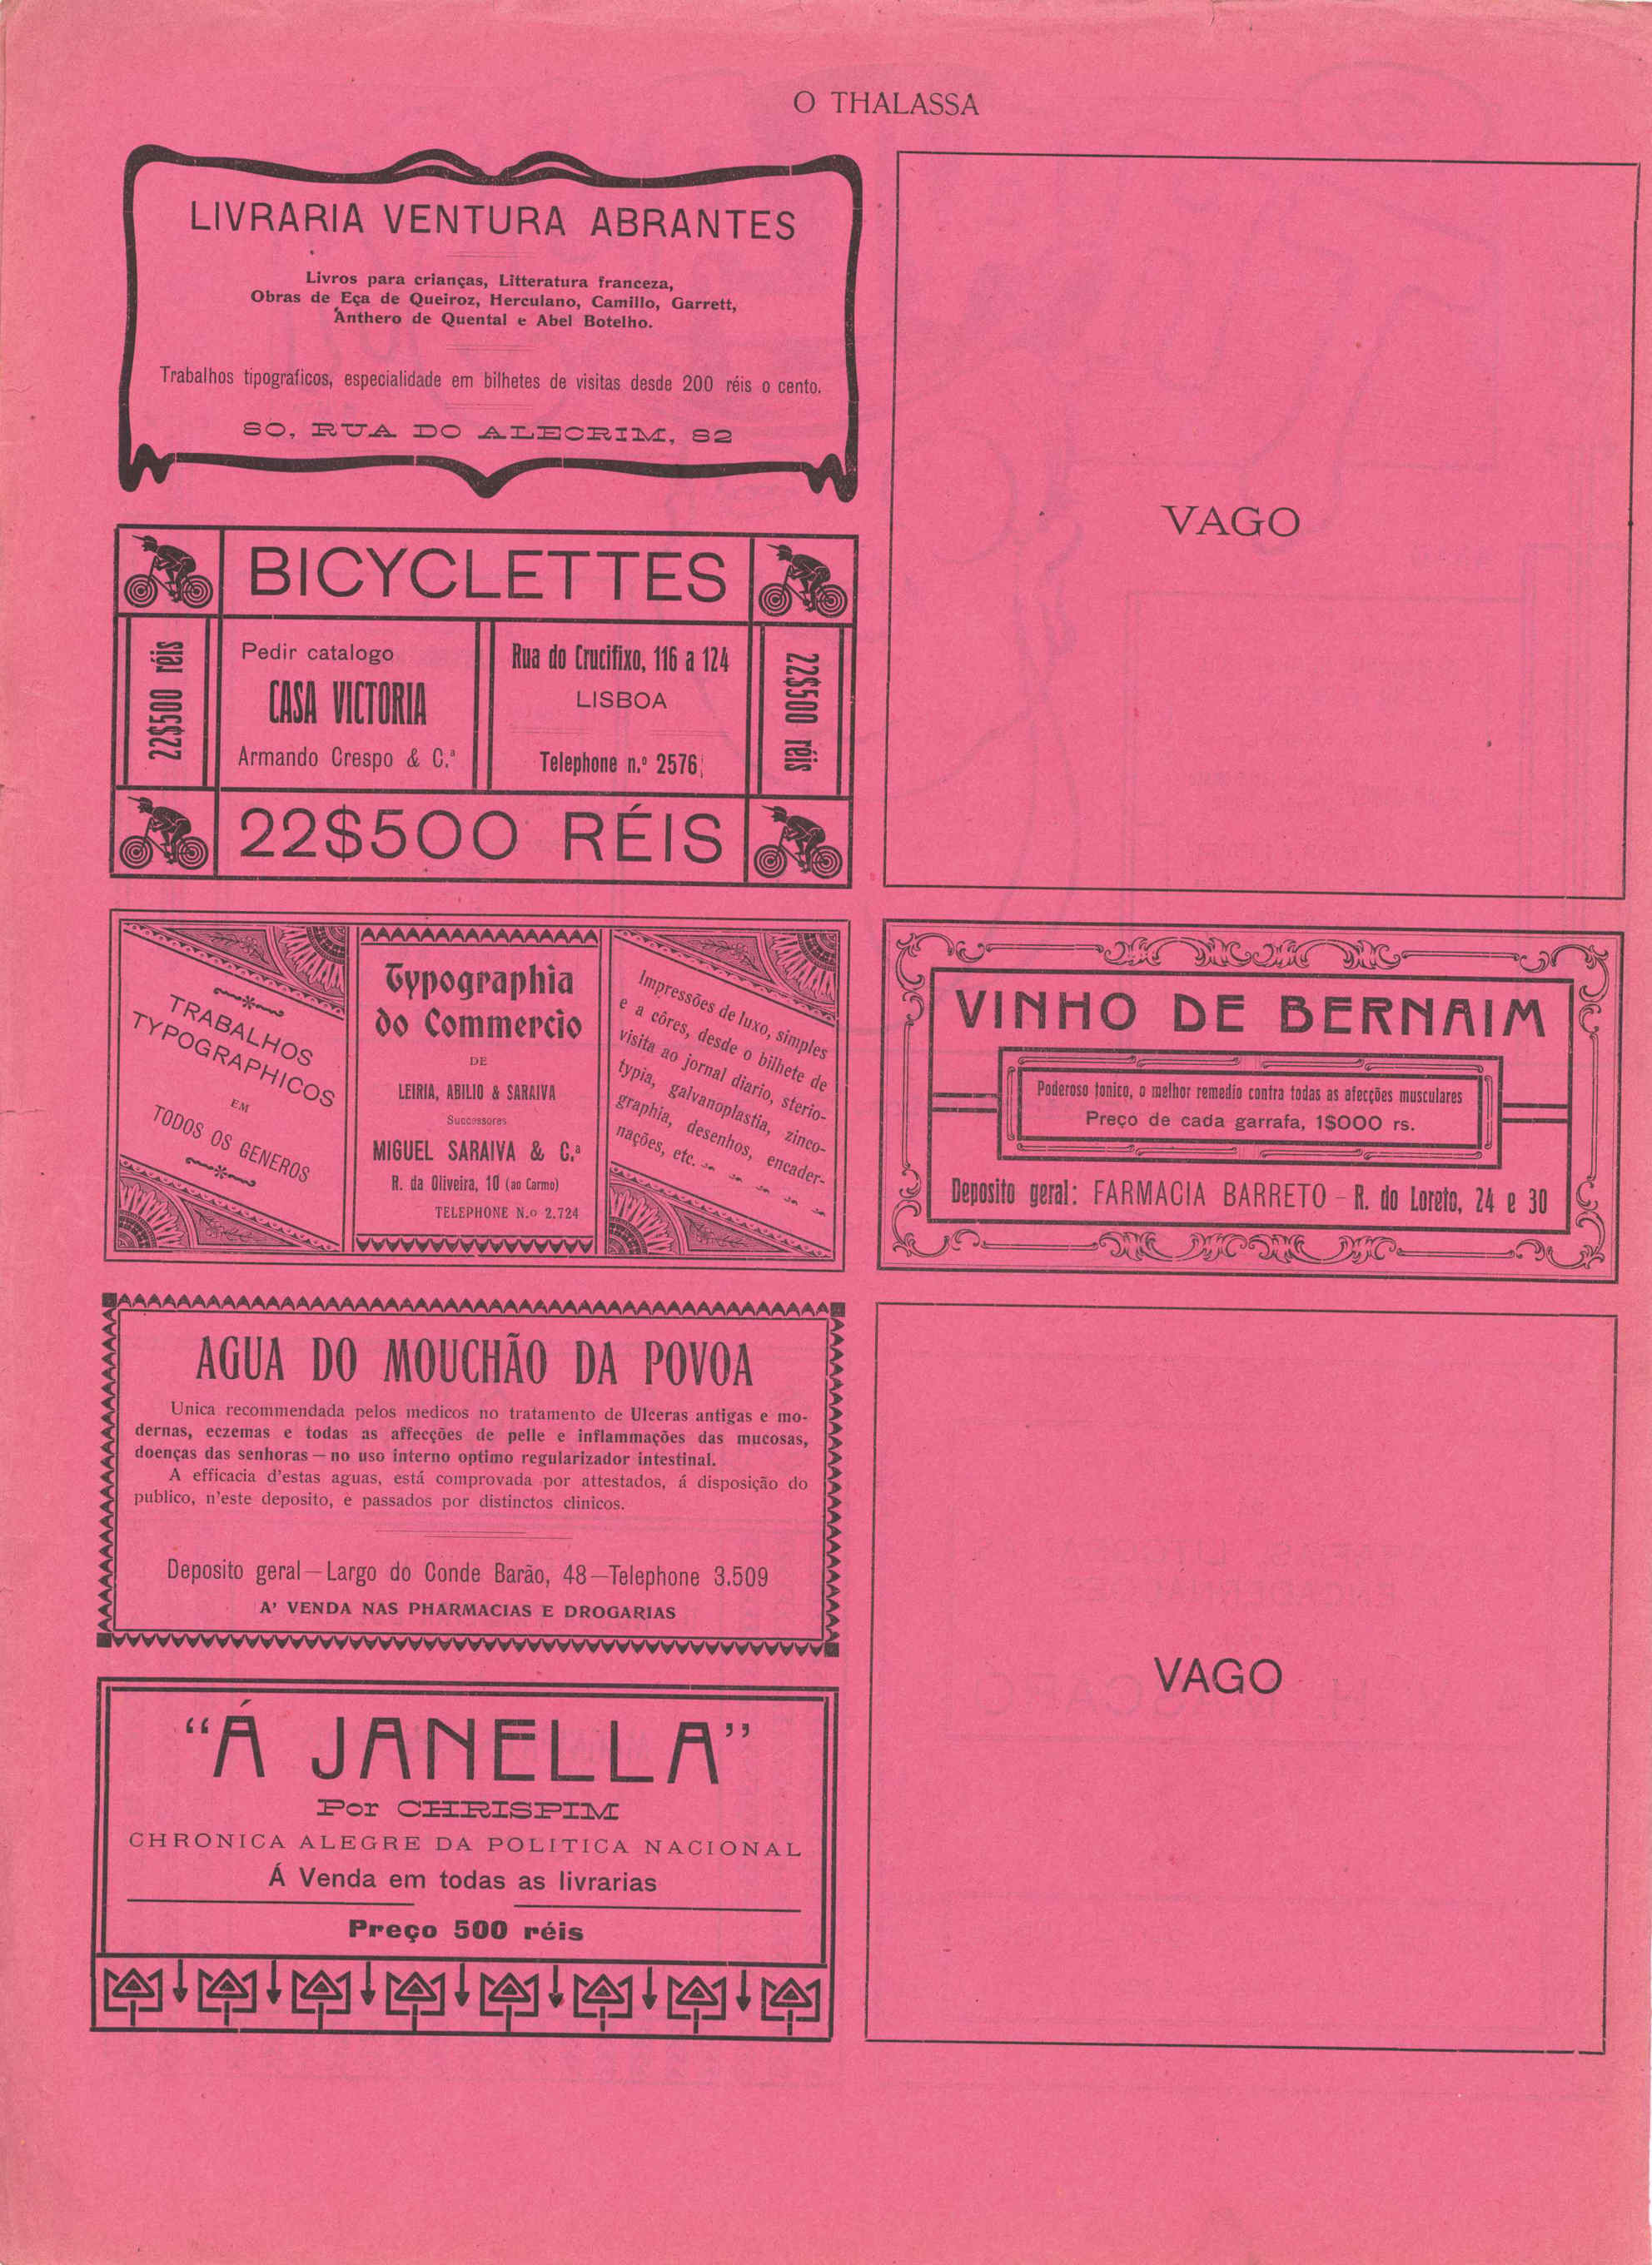 O THALASSA
LIVRARIA VENTURA ABRANTES
Livros para crianças, Litteratura franceza,
Obras de Eça de Queiroz, Herculano, Camillo, Garrett,
Anthero de Quental e Abel Botelho.
Trabalhos tipograficos, especialidade em bilhetes de visitas desde 200 réis o cento.
80, RUA DO ALECRIM, 82
BICYCLETTES
22$500 réis
Pedir catalogo
CASA VICTORIA
Armando Crespo & C.ª
Rua do Crucifixo, 116 a 124
LISBOA
Telephone n.º 2576
22$500 réis
22$500 RÉIS
TRABALHOS
TYPOGRAPHICOS
EM
TODOS OS GENEROS
Typographia
do Commercio
DE
LEIRIA, ABILIO & SARAIVA
Successores
MIGUEL SARAIVA & C.ª
R. da Oliveira, 10 (ao Carmo)
TELEPHONE N.o 2.724
Impressões de luxo, simples
e a côres, desde o bilhete de
visita ao jornal diario, sterio-
typia, galvanoplastia, zinco-
graphia, desenhos, encader-
nações, etc.
AGUA DO MOUCHÃO DA POVOA
Unica recommendada pelos medicos no tratamento de Ulceras antigas e mo-
dernas, eczemas e todas as affecções de pelle e inflammações das mucosas,
doenças das senhoras — no uso interno optimo regularizador intestinal.
A efficacia d'estas aguas, está comprovada por attestados, á disposição do
publico, n'este deposito, e passados por distinctos clinicos.
Deposito geral—Largo do Conde Barão, 48—Telephone 3.509
A' VENDA NAS PHARMACIAS E DROGARIAS
"Á JANELLA"
Por CHRISPIM
CHRONICA ALEGRE DA POLITICA NACIONAL
Á Venda em todas as livrarias
Preço 500 réis
VAGO
VINHO DE BERNAIM
Poderoso tonico, o melhor remedio contra todas as afecções musculares
Preço de cada garrafa, 1$000 rs.
Deposito geral: FARMACIA BARRETO – R. do Loreto, 24 e 30
VAGO